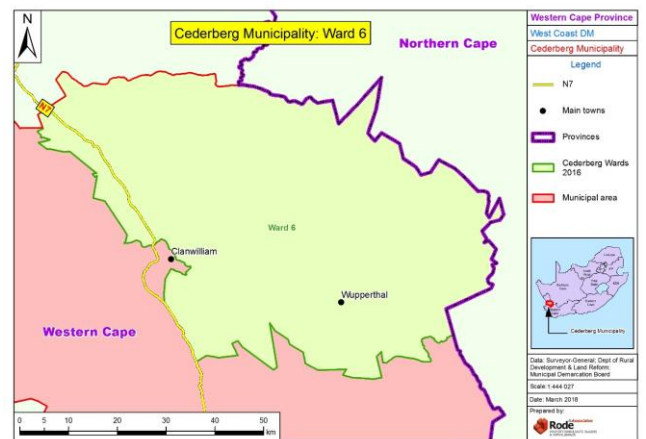 N
Cederberg Municipality: Ward 6
Northern Cape
N7
Ward 6
Clanwilliam
Wupperthal
Western Cape
0 5 10 20 30 40 50
km
Western Cape Province
West Coast DM
Cederberg Municipality
Legend
N7
Main towns
Provinces
Cederberg Wards
2016
Municipal area
Cederberg Municipality
Data: Surveyor-General; Dept of Rural
Development & Land Reform;
Municipal Demarcation Board
Scale:1:444 027
Date: March 2018
Prepared by:
Rode